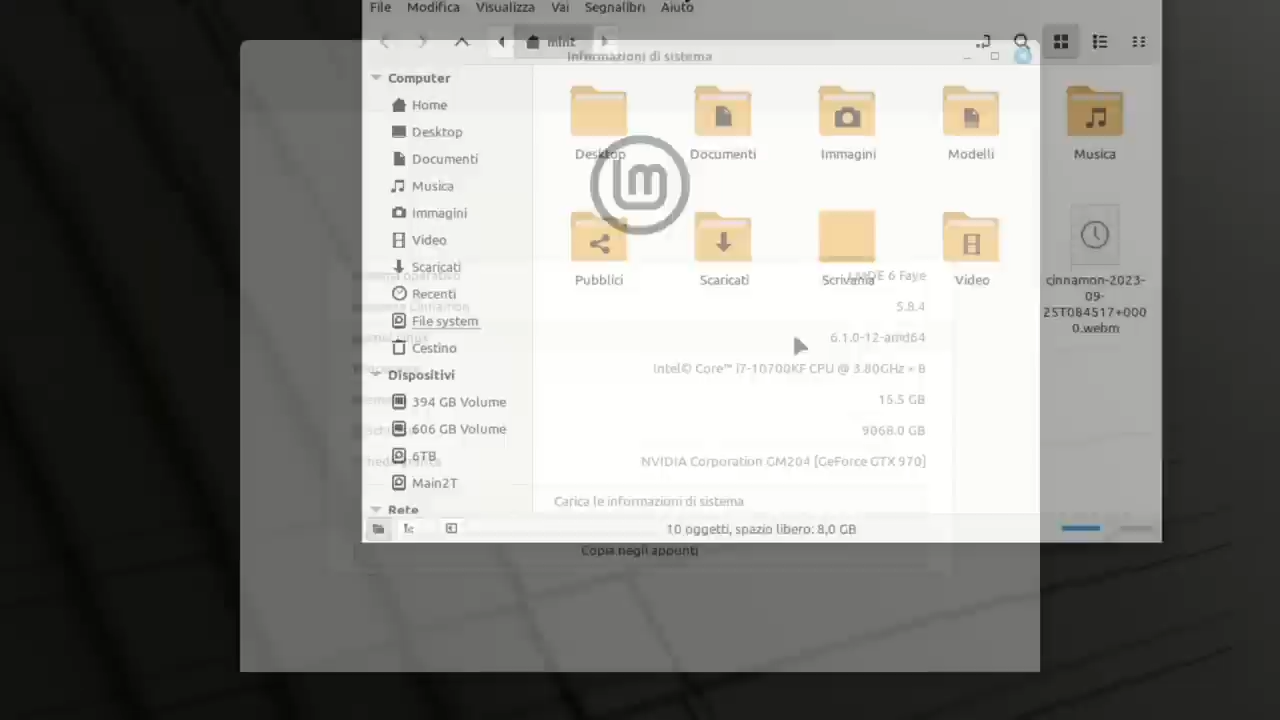 File Modifica Visualizza Vai Segnalibri Aiuto
mint
Informazioni di sistema
Computer
Home
Desktop
Documenti
Musica
Immagini
Video
Scaricati
Recenti
File system
Cestino
Dispositivi
394 GB Volume
606 GB Volume
6TB
Main2T
Rete
Desktop Documenti Immagini Modelli Musica
Pubblici Scaricati Scrivania Video
cinnamon-2023-
09-
25T084517+000
0.webm
LMDE 6 Faye
5.8.4
6.1.0-12-amd64
Intel© Core™ i7-10700KF CPU @ 3.80GHz × 8
15.5 GB
9068.0 GB
NVIDIA Corporation GM204 [GeForce GTX 970]
Carica le informazioni di sistema
10 oggetti, spazio libero: 8,0 GB
Copia negli appunti